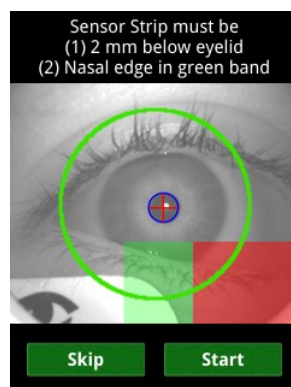 Sensor Strip must be
(1) 2 mm below eyelid
(2) Nasal edge in green band
Skip
Start